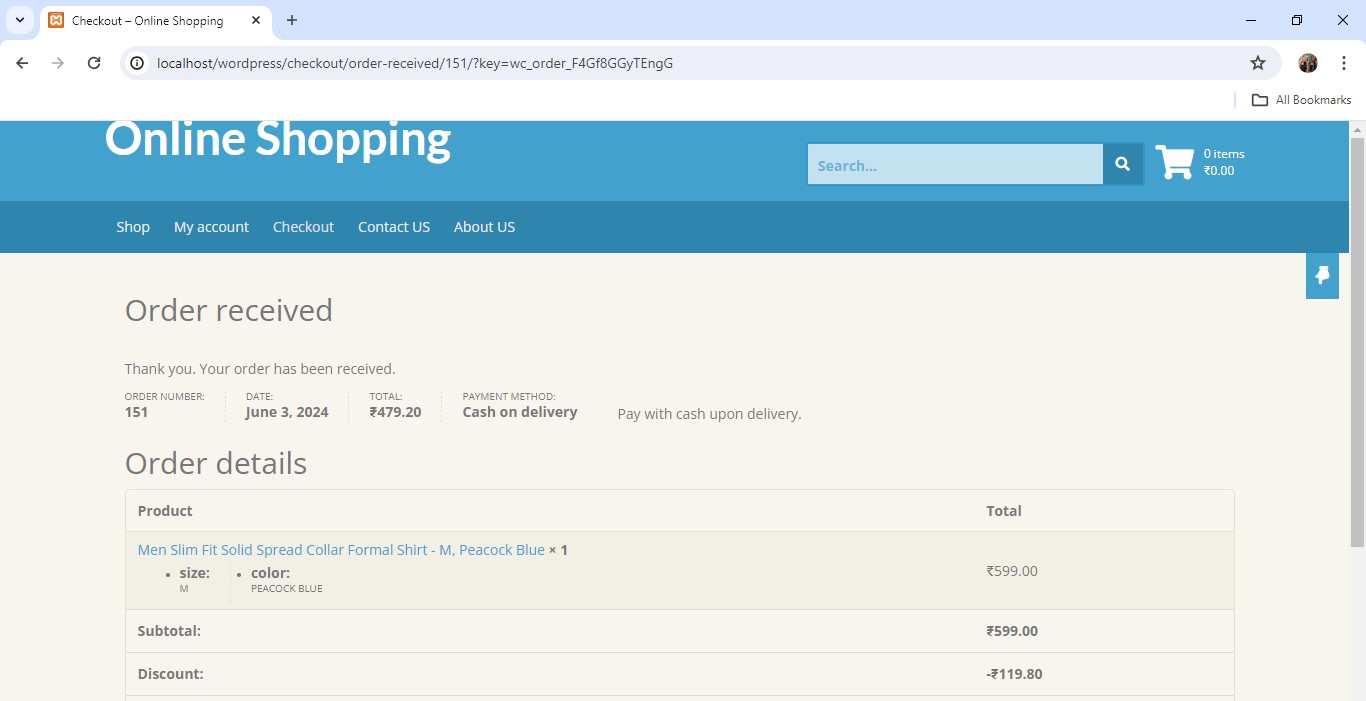 Checkout – Online Shopping
localhost/wordpress/checkout/order-received/151/?key=wc_order_F4Gf8GGyTEngG
All Bookmarks
Online Shopping
Search...
0 items
₹0.00
Shop My account Checkout Contact US About US
Order received
Thank you. Your order has been received.
ORDER NUMBER: DATE: TOTAL: PAYMENT METHOD:
151 June 3, 2024 ₹479.20 Cash on delivery Pay with cash upon delivery.
Order details
Product Total
Men Slim Fit Solid Spread Collar Formal Shirt - M, Peacock Blue × 1
₹599.00
size: color:
M PEACOCK BLUE
Subtotal: ₹599.00
Discount: -₹119.80